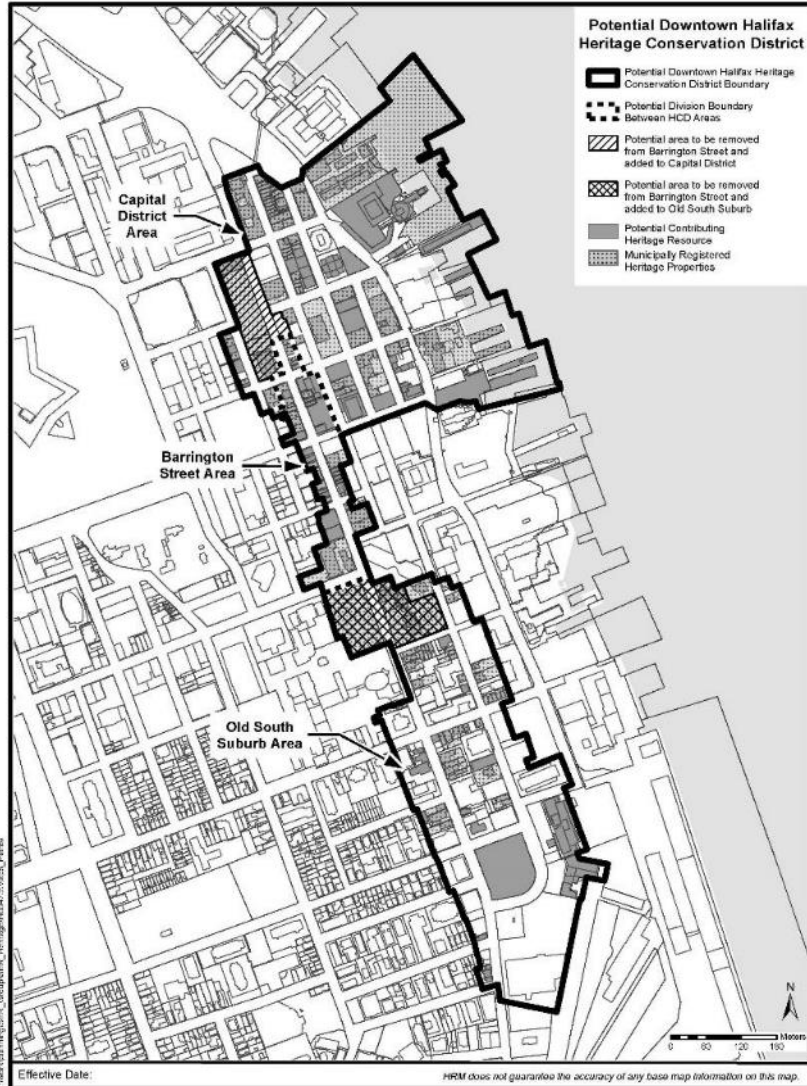 Potential Downtown Halifax
Heritage Conservation District
Potential Downtown Halifax Heritage
Conservation District Boundary
Potential Division Boundary
Between HCD Areas
Potential area to be removed
from Barrington Street and
added to Capital District
Potential area to be removed
from Barrington Street and
added to Old South Suburb
Potential Contributing
Heritage Resource
Municipally Registered
Heritage Properties
Capital
District
Area
Barrington
Street Area
Old South
Suburb Area
N
Meters
0 60 120
Effective Date:
HRM does not guarantee the accuracy of any base map information on this map.